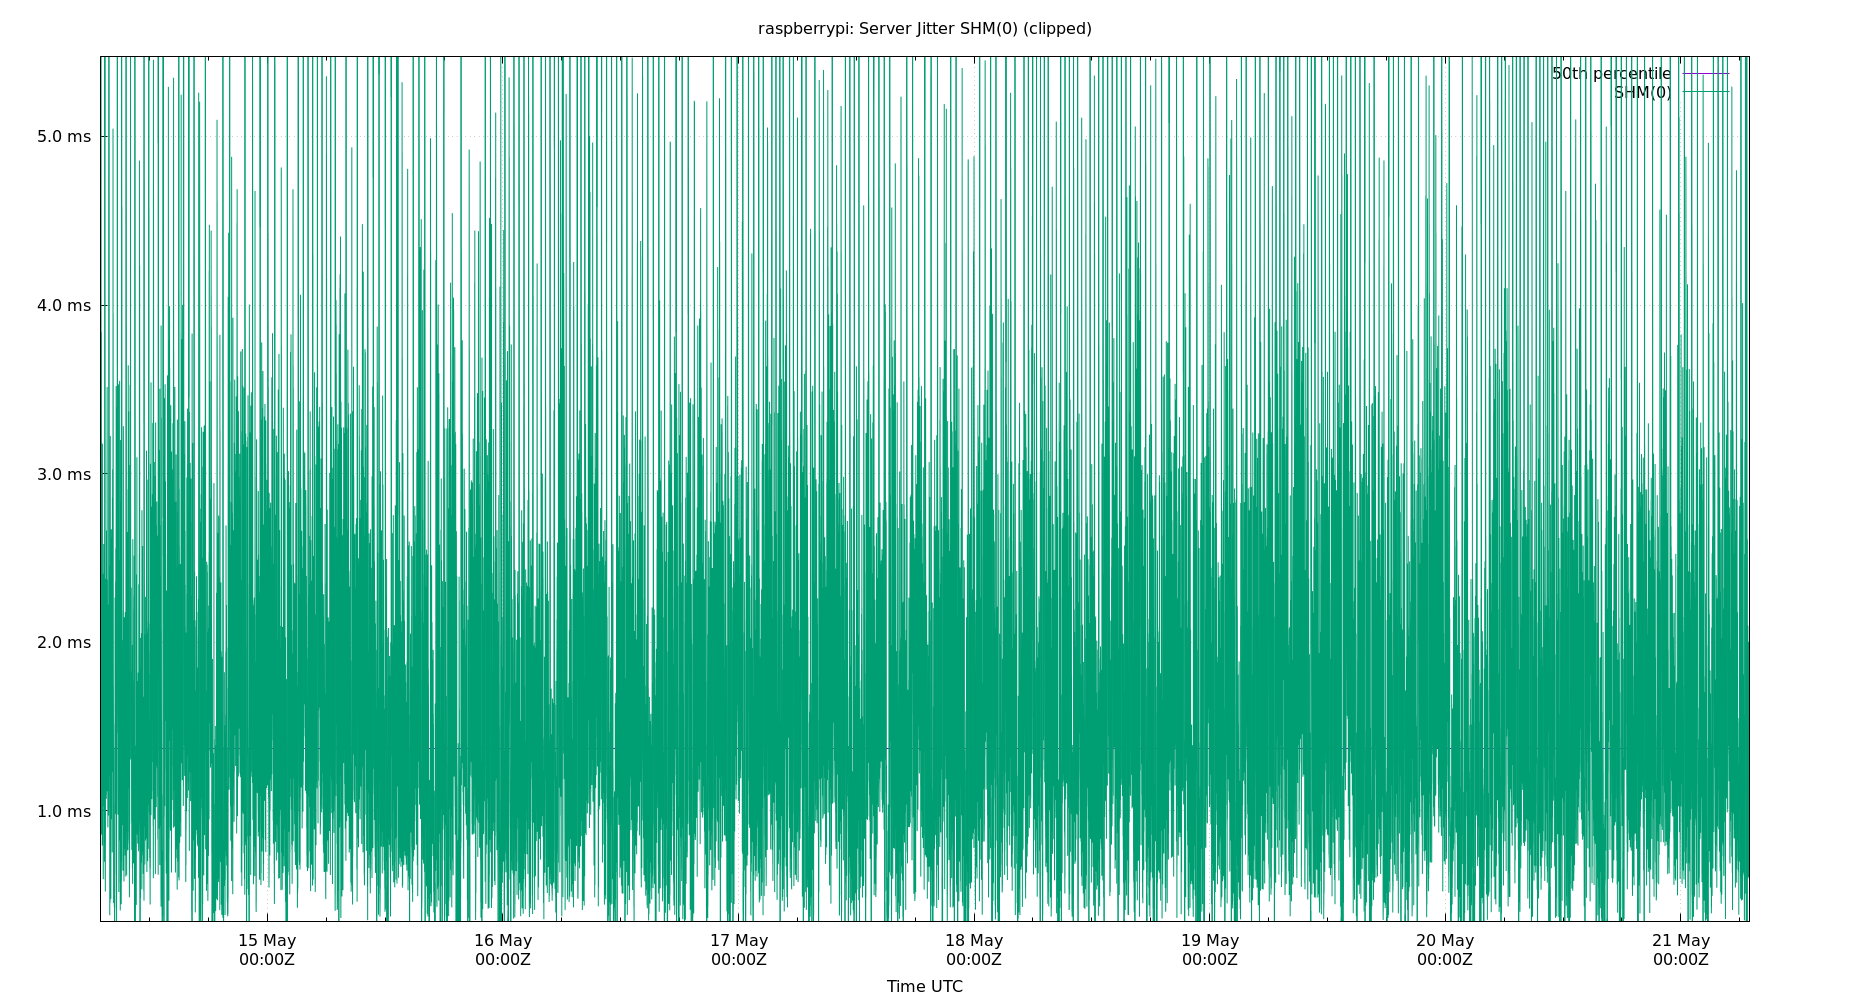 raspberrypi: Server Jitter SHM(0) (clipped)
50th percentile
SHM(0)
5.0 ms
4.0 ms
3.0 ms
2.0 ms
1.0 ms
15 May 16 May 17 May 18 May 19 May 20 May 21 May
00:00Z 00:00Z 00:00Z 00:00Z 00:00Z 00:00Z 00:00Z
Time UTC